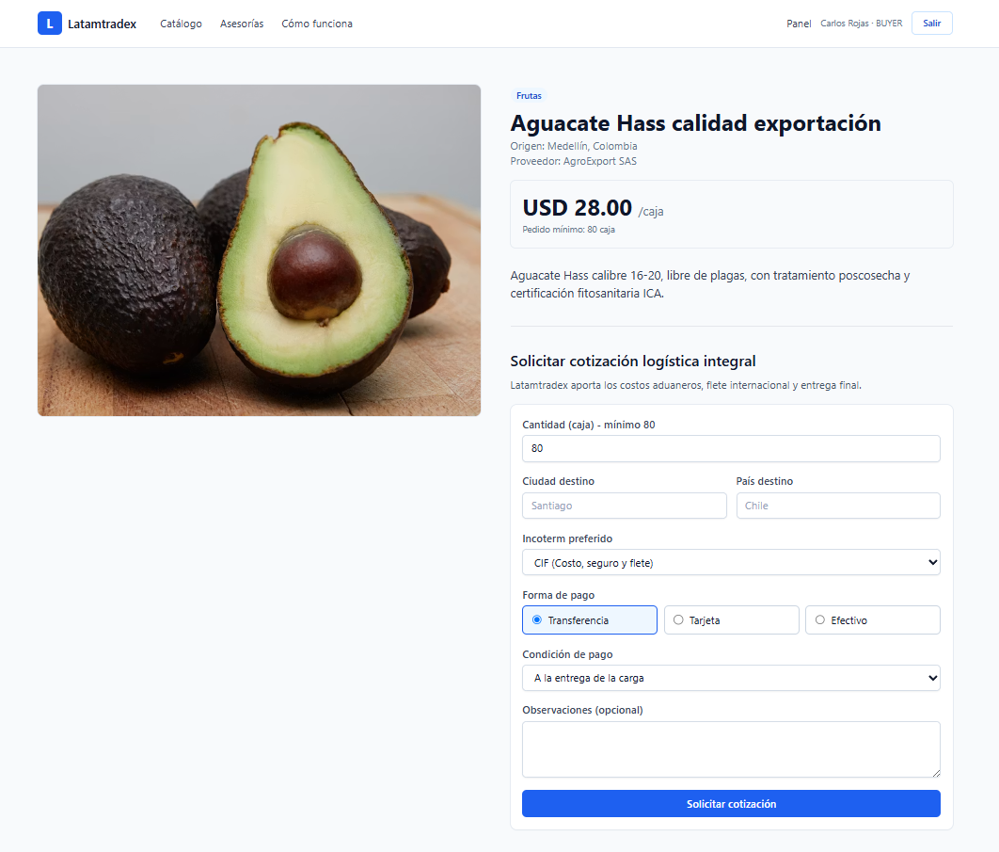 L Latamtradex Catálogo Asesorías Cómo funciona Panel Carlos Rojas · BUYER Salir
Frutas
Aguacate Hass calidad exportación
Origen: Medellín, Colombia
Proveedor: AgroExport SAS
USD 28.00 /caja
Pedido mínimo: 80 caja
Aguacate Hass calibre 16-20, libre de plagas, con tratamiento poscosecha y
certificación fitosanitaria ICA.
Solicitar cotización logística integral
Latamtradex aporta los costos aduaneros, flete internacional y entrega final.
Cantidad (caja) - mínimo 80
80
Ciudad destino País destino
Santiago Chile
Incoterm preferido
CIF (Costo, seguro y flete)
Forma de pago
Transferencia Tarjeta Efectivo
Condición de pago
A la entrega de la carga
Observaciones (opcional)
Solicitar cotización